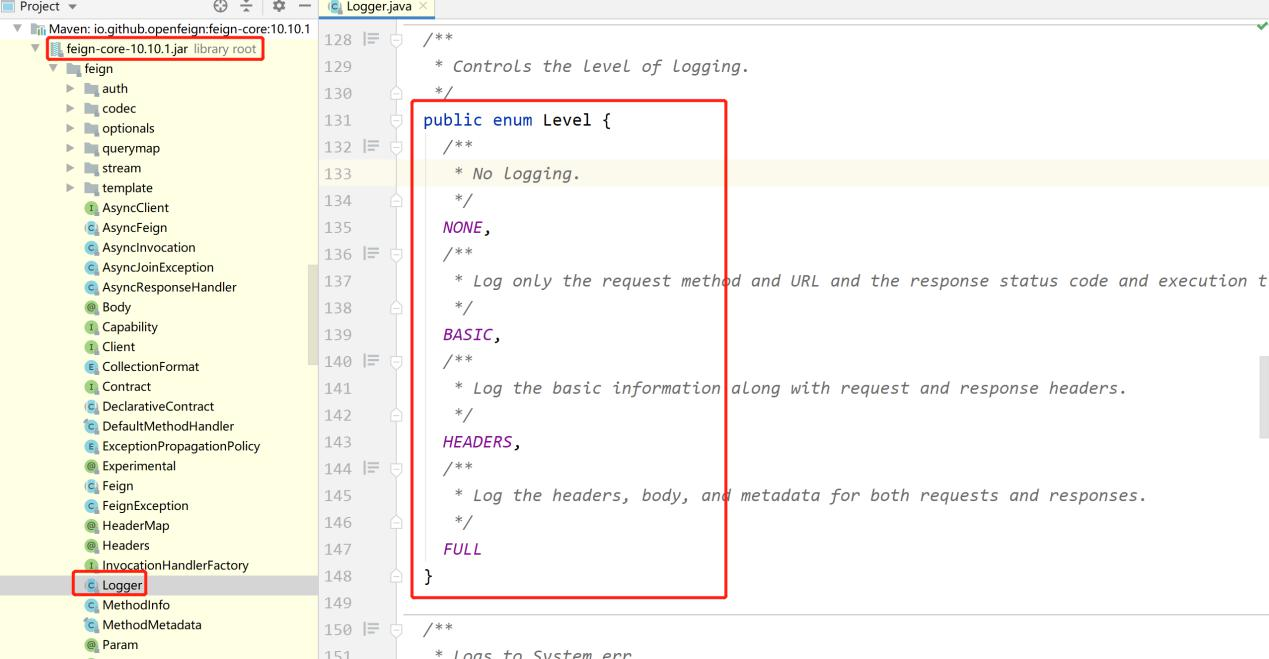 Project
Maven: io.github.openfeign:feign-core:10.10.1
feign-core-10.10.1.jar library root
feign
auth
codec
optionals
querymap
stream
template
AsyncClient
AsyncFeign
AsyncInvocation
AsyncJoinException
AsyncResponseHandler
Body
Capability
Client
CollectionFormat
Contract
DeclarativeContract
DefaultMethodHandler
ExceptionPropagationPolicy
Experimental
Feign
FeignException
HeaderMap
Headers
InvocationHandlerFactory
Logger
MethodInfo
MethodMetadata
Param
Logger.java
128 /**
129 * Controls the level of logging.
130 */
131 public enum Level {
132 /**
133 * No logging.
134 */
135 NONE,
136 /**
137 * Log only the request method and URL and the response status code and execution t
138 */
139 BASIC,
140 /**
141 * Log the basic information along with request and response headers.
142 */
143 HEADERS,
144 /**
145 * Log the headers, body, and metadata for both requests and responses.
146 */
147 FULL
148 }
149
150 /**
151 * Logs to System.err